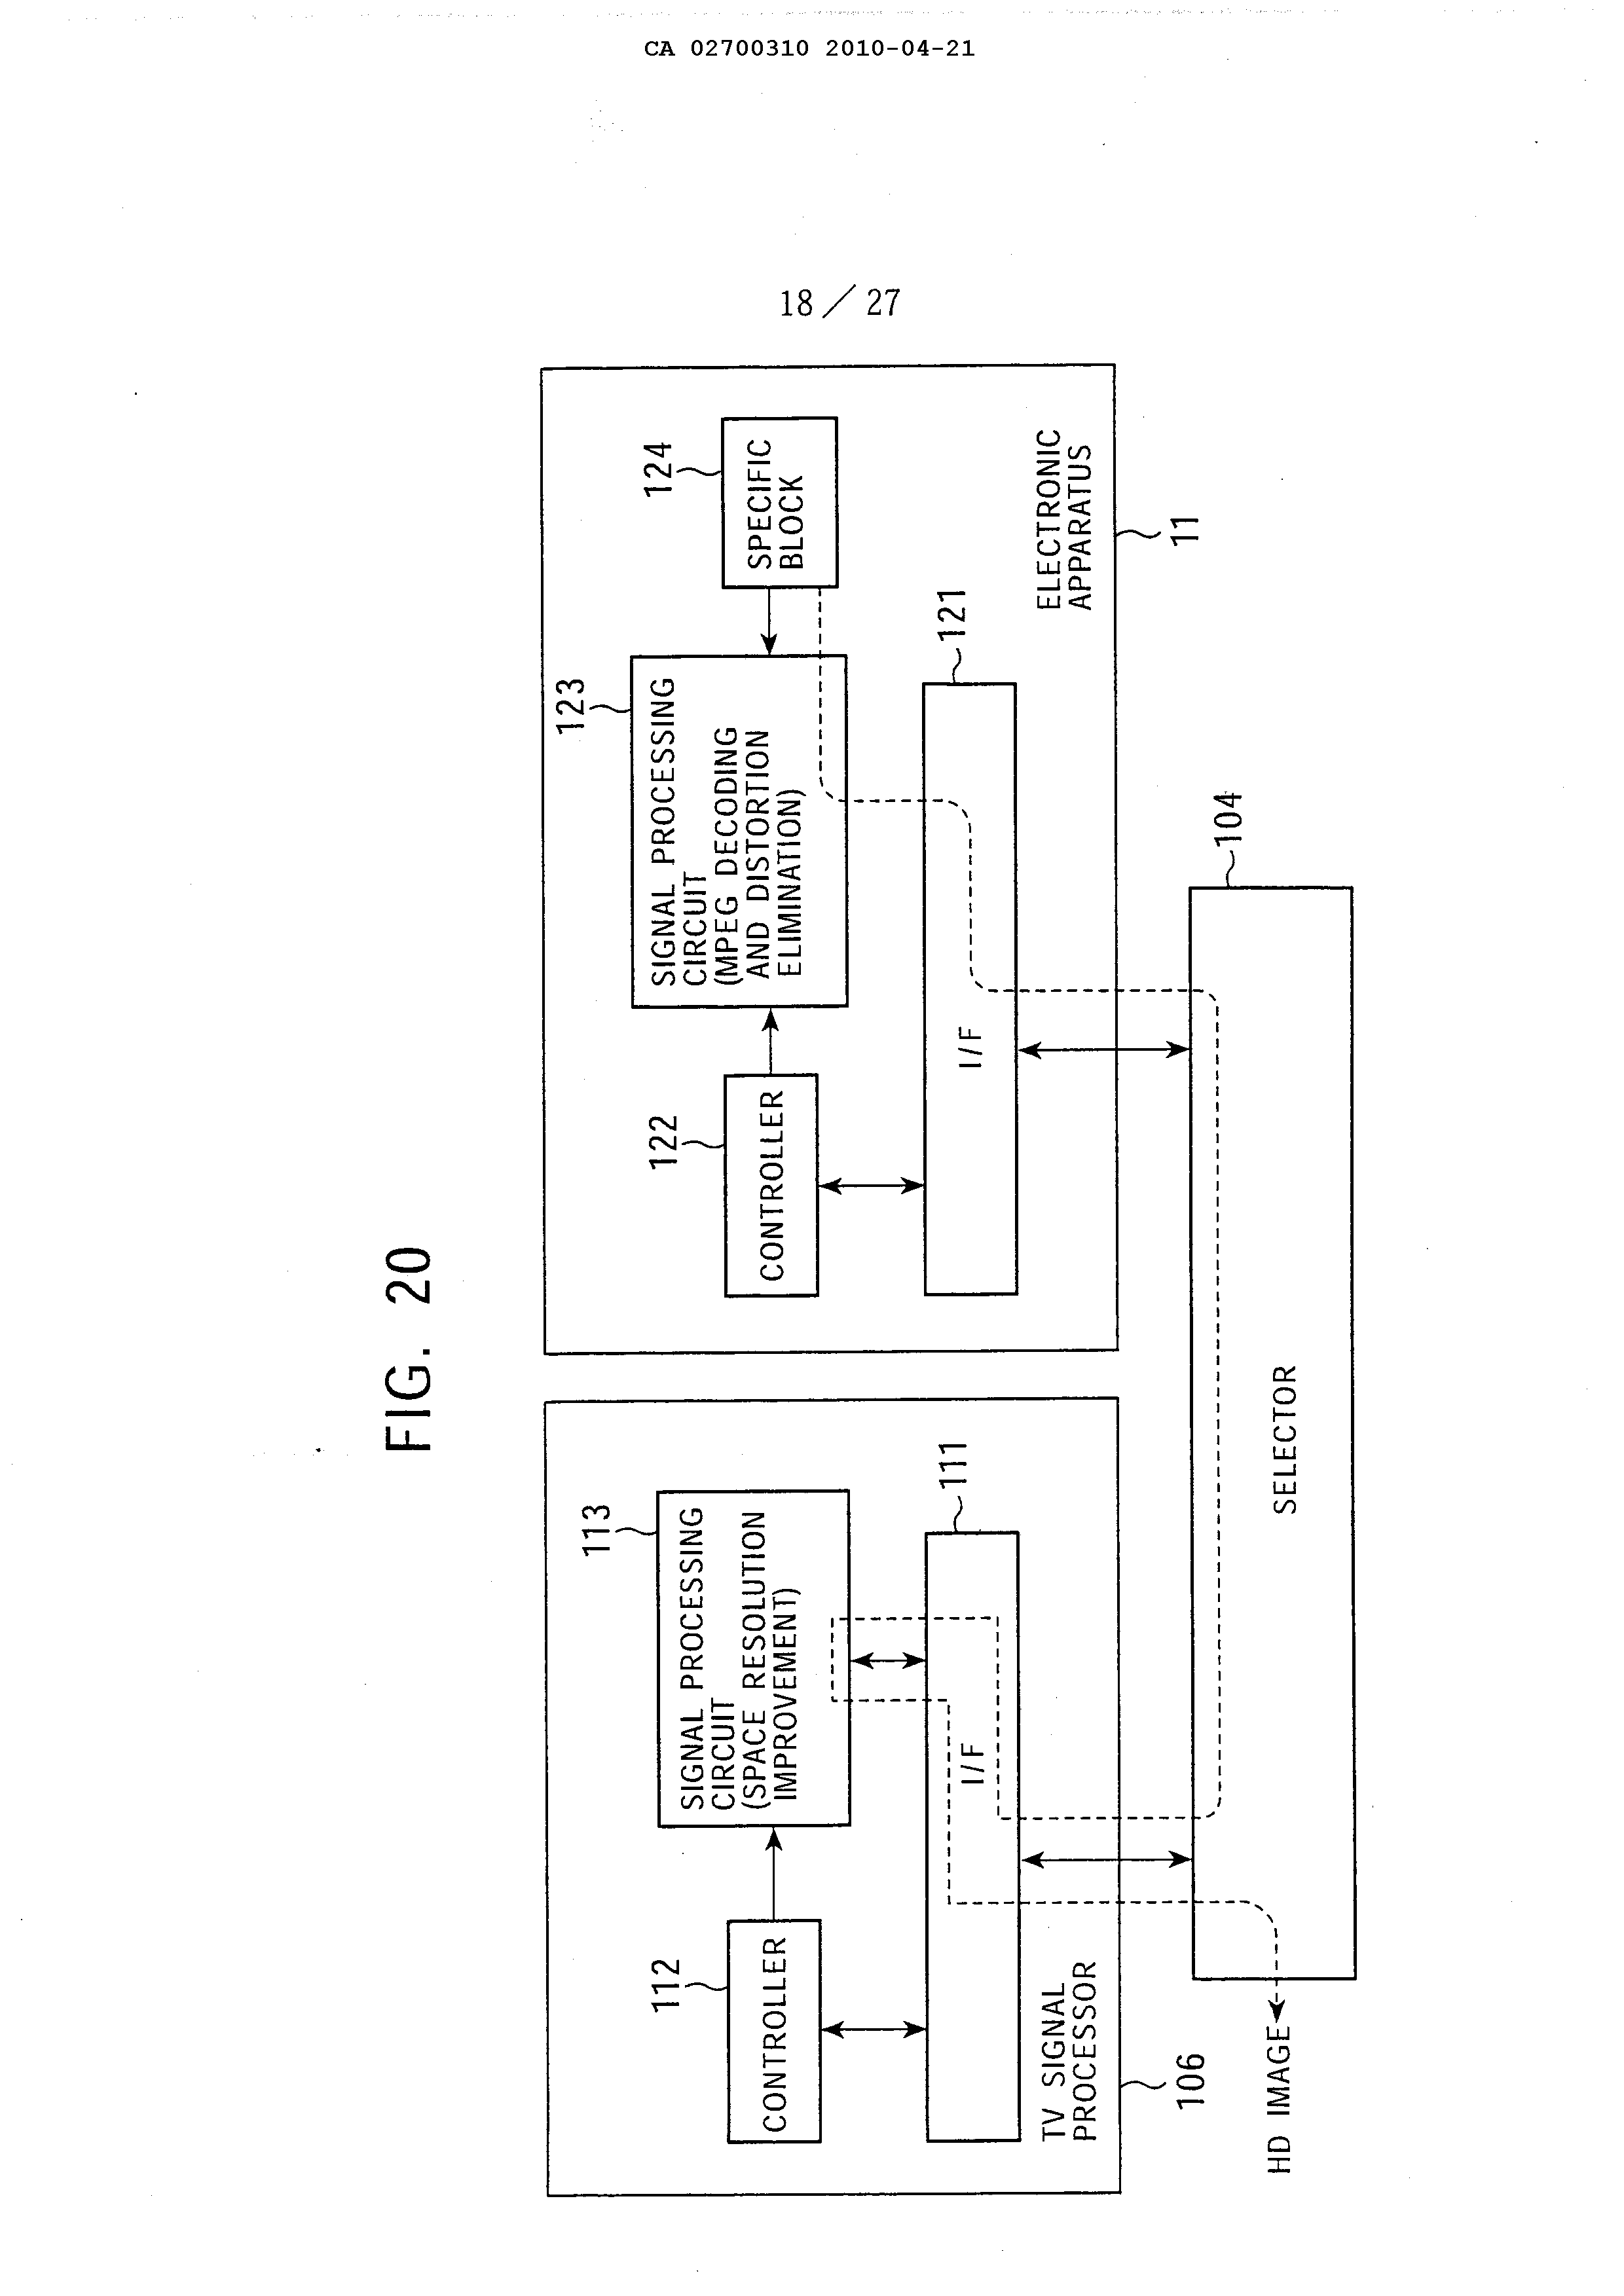 CA 02700310 2010-04-21
18 / 27
FIG. 20
113
SIGNAL PROCESSING
CIRCUIT
(SPACE RESOLUTION
IMPROVEMENT)
112
CONTROLLER
111
I/F
TV SIGNAL
PROCESSOR
106
123
SIGNAL PROCESSING
CIRCUIT
(MPEG DECODING
AND DISTORTION
ELIMINATION)
124
SPECIFIC
BLOCK
122
CONTROLLER
121
I/F
ELECTRONIC
APPARATUS
11
104
SELECTOR
HD IMAGE